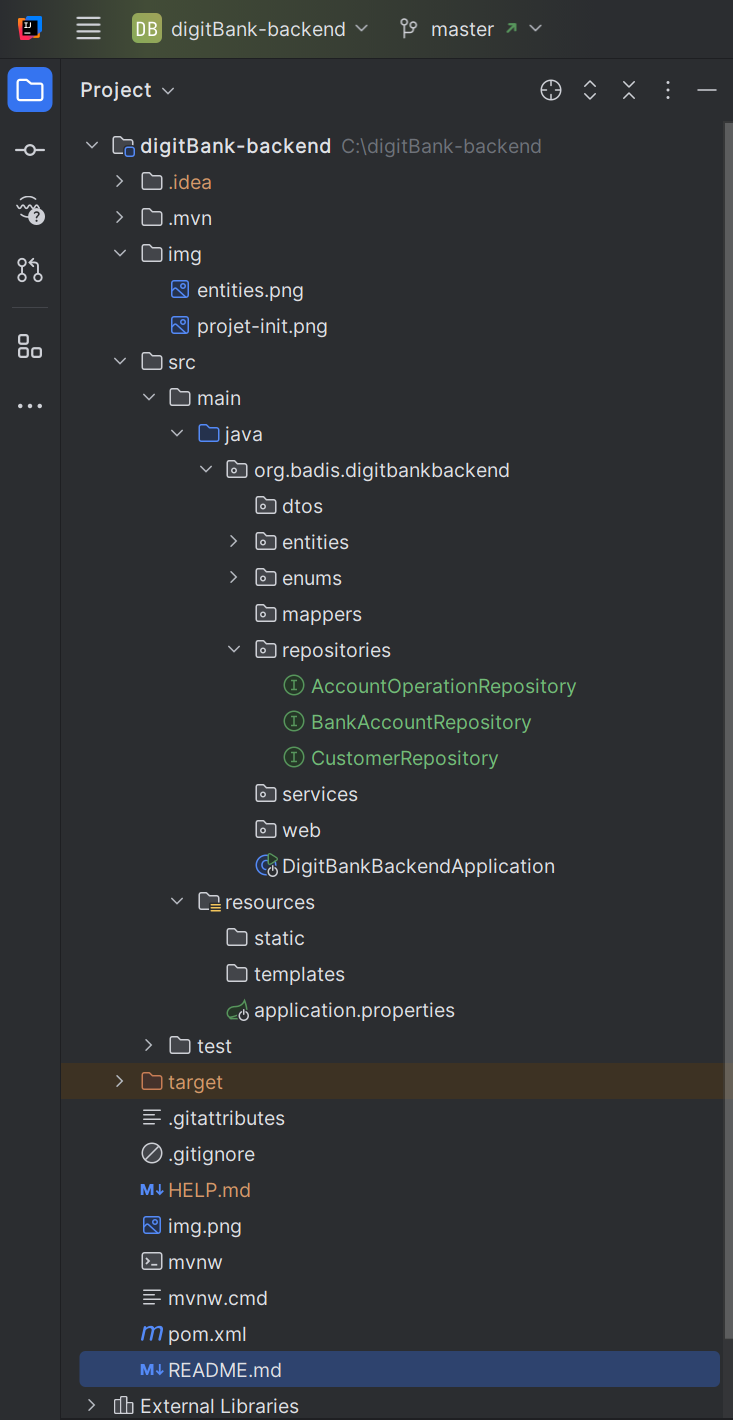 DB digitBank-backend master
Project
digitBank-backend C:\digitBank-backend
.idea
.mvn
img
entities.png
projet-init.png
src
main
java
org.badis.digitbankbackend
dtos
entities
enums
mappers
repositories
AccountOperationRepository
BankAccountRepository
CustomerRepository
services
web
DigitBankBackendApplication
resources
static
templates
application.properties
test
target
.gitattributes
.gitignore
HELP.md
img.png
mvnw
mvnw.cmd
pom.xml
README.md
External Libraries